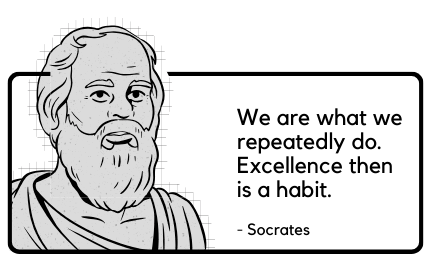 We are what we
repeatedly do.
Excellence then
is a habit.
- Socrates